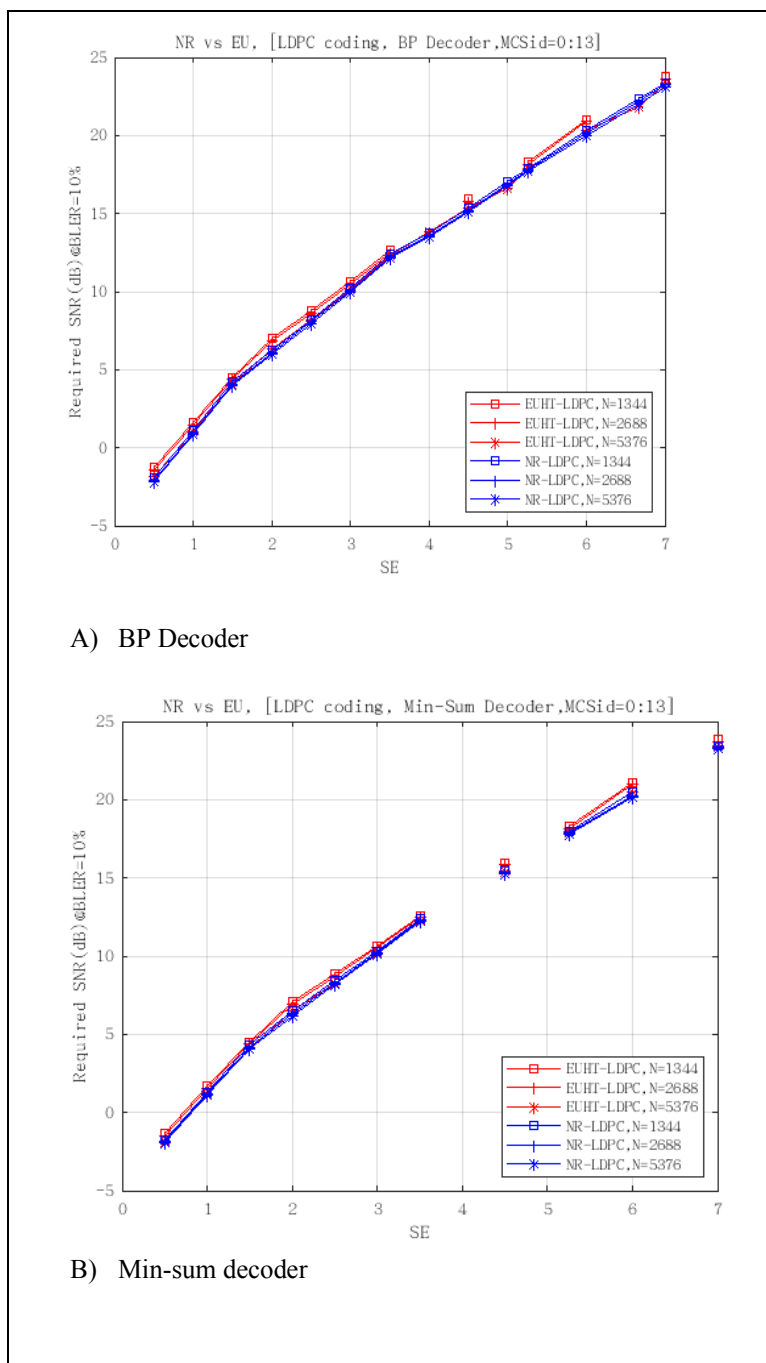 NR vs EU, [LDPC coding, BP Decoder,MCSid=0:13]
Required SNR(dB)@BLER=10%
25
20
15
10
5
0
-5
0 1 2 3 4 5 6 7
SE
EUHT-LDPC,N=1344
EUHT-LDPC,N=2688
EUHT-LDPC,N=5376
NR-LDPC,N=1344
NR-LDPC,N=2688
NR-LDPC,N=5376
A) BP Decoder
NR vs EU, [LDPC coding, Min-Sum Decoder,MCSid=0:13]
Required SNR(dB)@BLER=10%
25
20
15
10
5
0
-5
0 1 2 3 4 5 6 7
SE
EUHT-LDPC,N=1344
EUHT-LDPC,N=2688
EUHT-LDPC,N=5376
NR-LDPC,N=1344
NR-LDPC,N=2688
NR-LDPC,N=5376
B) Min-sum decoder